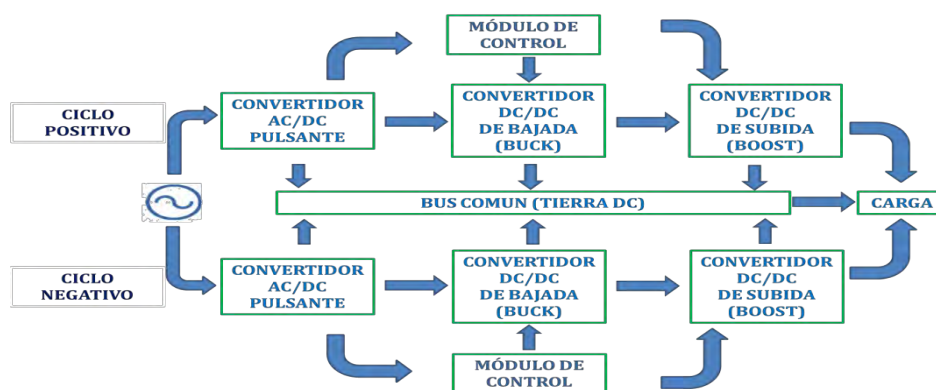 MÓDULO DE
CONTROL
CICLO
POSITIVO
CONVERTIDOR
AC/DC
PULSANTE
CONVERTIDOR
DC/DC
DE BAJADA
(BUCK)
CONVERTIDOR
DC/DC
DE SUBIDA
(BOOST)
BUS COMUN (TIERRA DC)
CARGA
CICLO
NEGATIVO
CONVERTIDOR
AC/DC
PULSANTE
CONVERTIDOR
DC/DC
DE BAJADA
(BUCK)
CONVERTIDOR
DC/DC
DE SUBIDA
(BOOST)
MÓDULO DE
CONTROL